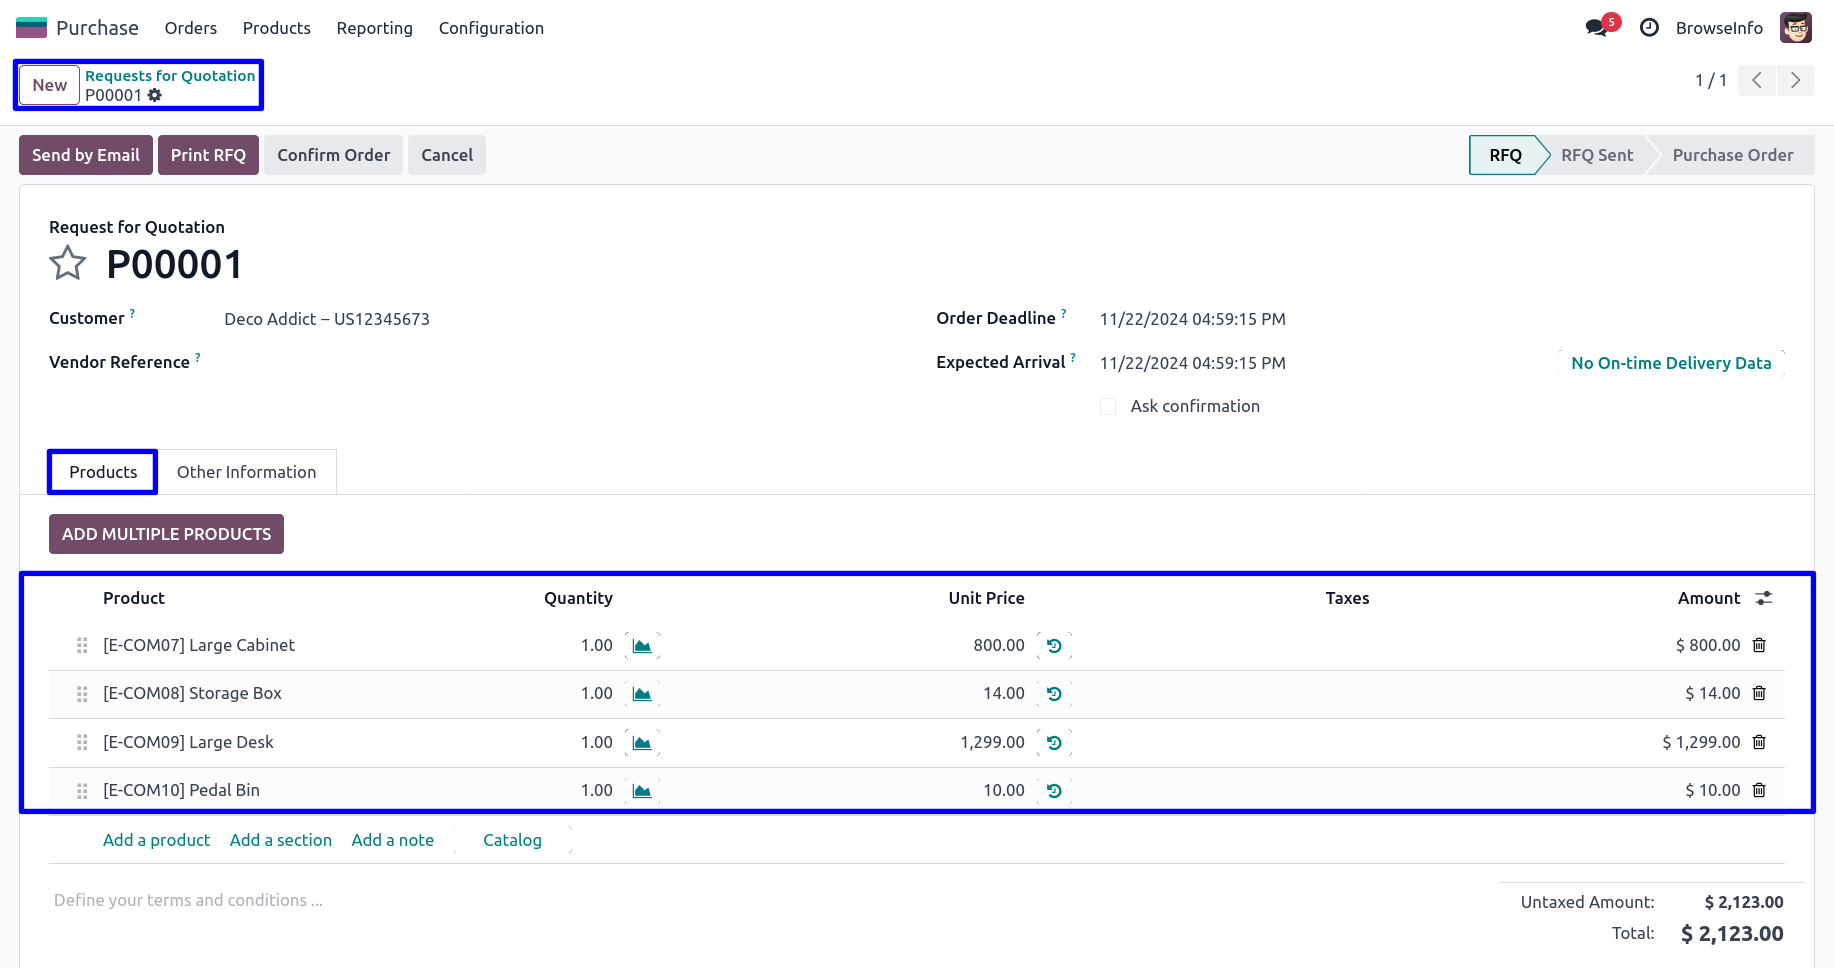 Purchase Orders Products Reporting Configuration 5 BrowseInfo
New Requests for Quotation
P00001
1 / 1
Send by Email Print RFQ Confirm Order Cancel RFQ RFQ Sent Purchase Order
Request for Quotation
P00001
Customer ? Deco Addict – US12345673 Order Deadline ? 11/22/2024 04:59:15 PM
Vendor Reference ? Expected Arrival ? 11/22/2024 04:59:15 PM No On-time Delivery Data
Ask confirmation
Products Other Information
ADD MULTIPLE PRODUCTS
Product Quantity Unit Price Taxes Amount
[E-COM07] Large Cabinet 1.00 800.00 $ 800.00
[E-COM08] Storage Box 1.00 14.00 $ 14.00
[E-COM09] Large Desk 1.00 1,299.00 $ 1,299.00
[E-COM10] Pedal Bin 1.00 10.00 $ 10.00
Add a product Add a section Add a note Catalog
Define your terms and conditions ...
Untaxed Amount: $ 2,123.00
Total: $ 2,123.00